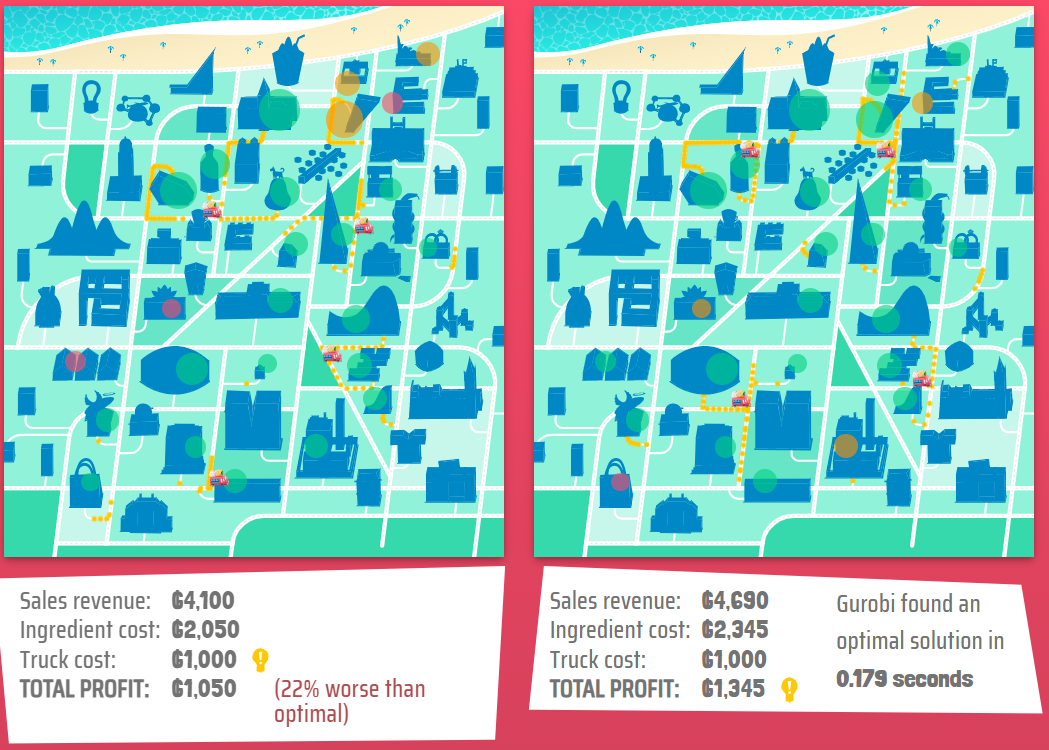 Sales revenue: ₲4,100
Ingredient cost: ₲2,050
Truck cost: ₲1,000
TOTAL PROFIT: ₲1,050 (22% worse than
optimal)
Sales revenue: ₲4,690
Ingredient cost: ₲2,345
Truck cost: ₲1,000
TOTAL PROFIT: ₲1,345
Gurobi found an
optimal solution in
0.179 seconds